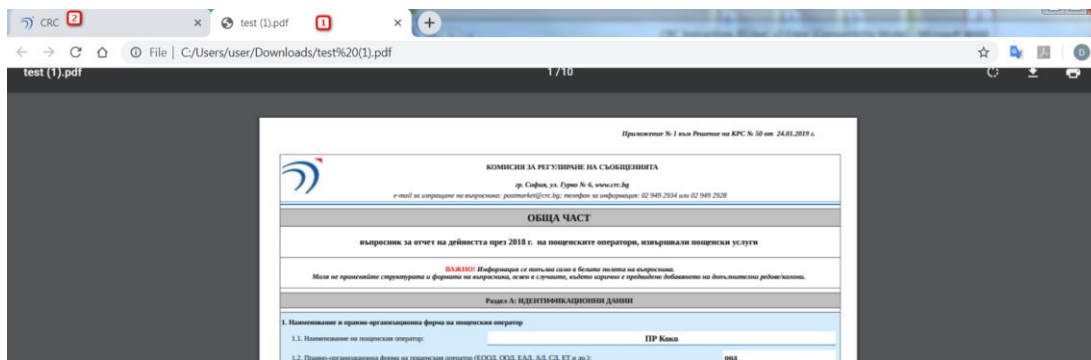 CRC 2
test (1).pdf 1
File | C:/Users/user/Downloads/test%20(1).pdf
D
test (1).pdf 1 / 10
Приложение № 1 към Решение на КРС № 50 от 24.01.2019 г.
КОМИСИЯ ЗА РЕГУЛИРАНЕ НА СЪОБЩЕНИЯТА
гр. София, ул. Гурко № 6, www.crc.bg
e-mail за изпращане на въпросника: postmarket@crc.bg; телефон за информация: 02 949 2934 или 02 949 2928
ОБЩА ЧАСТ
въпросник за отчет на дейността през 2018 г. на пощенските оператори, извършвали пощенски услуги
ВАЖНО! Информация се попълва само в белите полета на въпросника.
Моля не променяйте структурата и формата на въпросника, освен в случаите, където изрично е предвидено добавянето на допълнителни редове/колони.
Раздел А: ИДЕНТИФИКАЦИОННИ ДАННИ
1. Наименование и правно-организационна форма на пощенския оператор
1.1. Наименование на пощенския оператор: ПР Коко
1.2. Правно-организационна форма на пощенския оператор (ЕООД, ООД, ЕАД, АД, СД, ЕТ и др.): оод